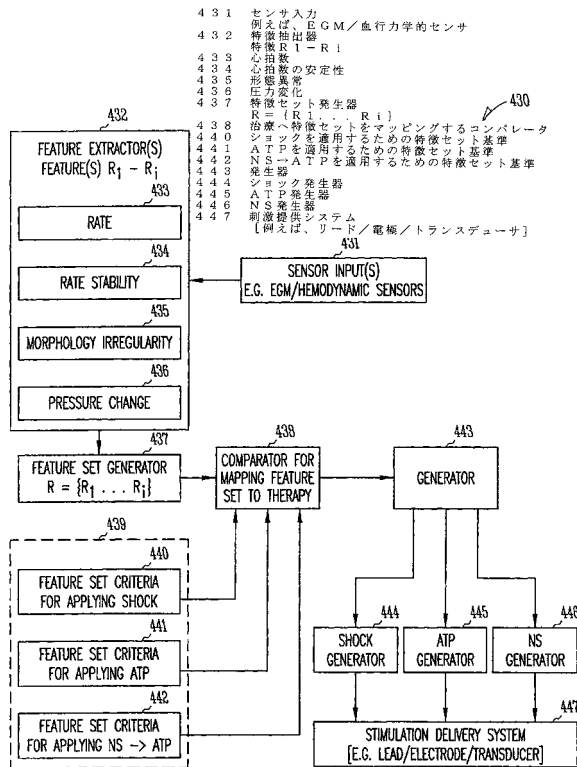 431 センサ入力
例えば、EGM/血行力学的センサ
432 特徴抽出器
特徴R1-Ri
433 心拍数
434 心拍数の安定性
435 形態異常
436 圧力変化
437 特徴セット発生器
R={R1...Ri}
438 治療へ特徴セットをマッピングするコンパレータ
440 ショックを適用するための特徴セット基準
441 ATPを適用するための特徴セット基準
442 NS→ATPを適用するための特徴セット基準
443 発生器
444 ショック発生器
445 ATP発生器
446 NS発生器
447 刺激提供システム
[例えば、リード/電極/トランスデューサ]
430
432
FEATURE EXTRACTOR(S)
FEATURE(S) R1 - Ri
433
RATE
434
RATE STABILITY
435
MORPHOLOGY IRREGULARITY
436
PRESSURE CHANGE
431
SENSOR INPUT(S)
E.G. EGM/HEMODYNAMIC SENSORS
437
FEATURE SET GENERATOR
R = {R1 ... Ri}
438
COMPARATOR FOR
MAPPING FEATURE
SET TO THERAPY
443
GENERATOR
439
440
FEATURE SET CRITERIA
FOR APPLYING SHOCK
441
FEATURE SET CRITERIA
FOR APPLYING ATP
442
FEATURE SET CRITERIA
FOR APPLYING NS -> ATP
444
SHOCK
GENERATOR
445
ATP
GENERATOR
446
NS
GENERATOR
447
STIMULATION DELIVERY SYSTEM
[E.G. LEAD/ELECTRODE/TRANSDUCER]